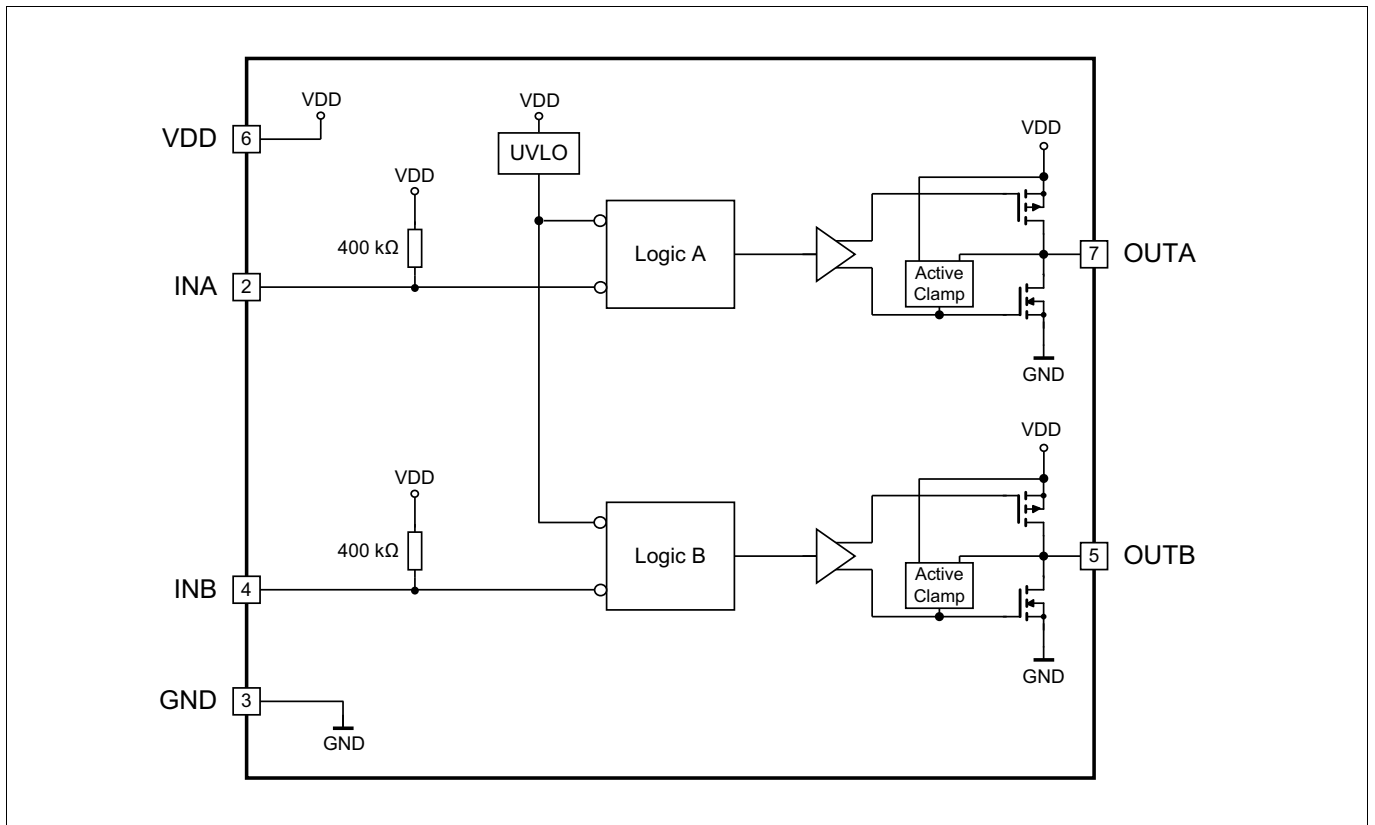 VDD
6
VDD
VDD
UVLO
VDD
VDD
400 kΩ
Logic A
INA
2
Active
Clamp
7
OUTA
GND
VDD
VDD
400 kΩ
Logic B
INB
4
Active
Clamp
5
OUTB
GND
GND
3
GND